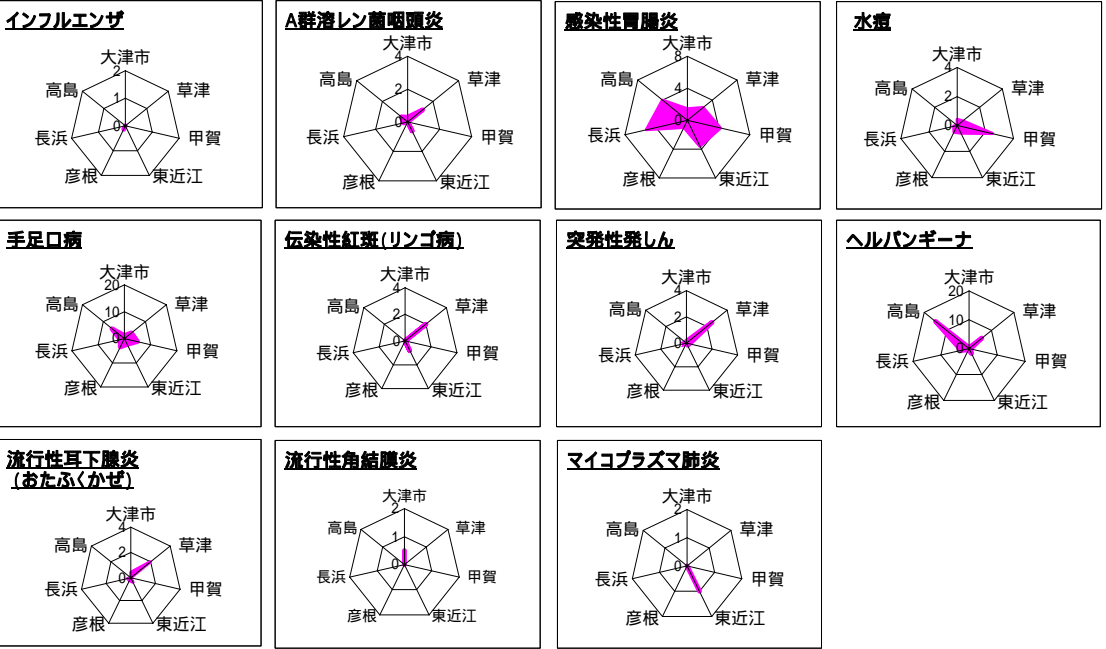 インフルエンザ
大津市
2
高島
草津
1
0
長浜
甲賀
彦根
東近江
A群溶レン菌咽頭炎
大津市
4
高島
草津
2
0
長浜
甲賀
彦根
東近江
感染性胃腸炎
大津市
8
高島
草津
4
0
長浜
甲賀
彦根
東近江
水痘
大津市
4
高島
草津
2
0
長浜
甲賀
彦根
東近江
手足口病
大津市
20
高島
草津
10
0
長浜
甲賀
彦根
東近江
伝染性紅斑(リンゴ病)
大津市
4
高島
草津
2
0
長浜
甲賀
彦根
東近江
突発性発しん
大津市
4
高島
草津
2
0
長浜
甲賀
彦根
東近江
ヘルパンギーナ
大津市
20
高島
草津
10
0
長浜
甲賀
彦根
東近江
流行性耳下腺炎
(おたふくかぜ)
大津市
4
高島
草津
2
0
長浜
甲賀
彦根
東近江
流行性角結膜炎
大津市
2
高島
草津
1
0
長浜
甲賀
彦根
東近江
マイコプラズマ肺炎
大津市
2
高島
草津
1
0
長浜
甲賀
彦根
東近江